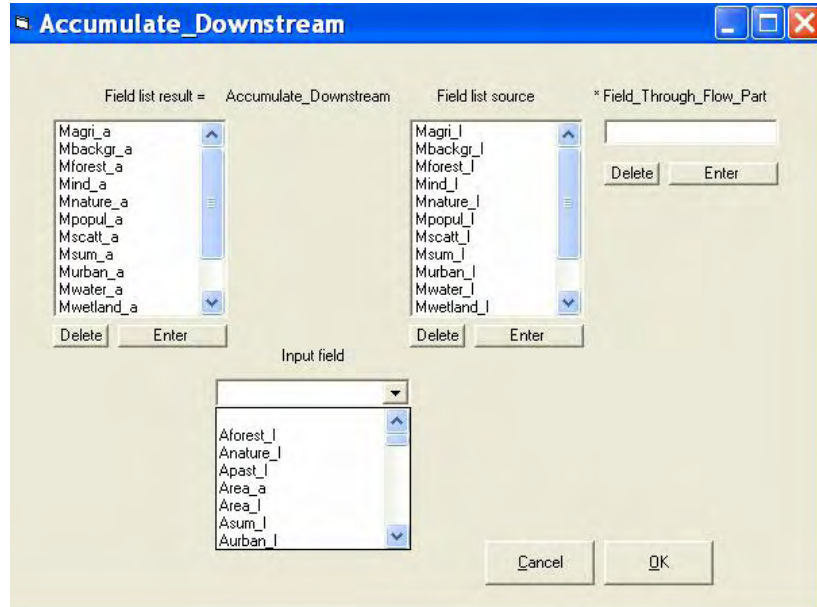 Accumulate_Downstream
Field list result = Accumulate_Downstream Field list source * Field_Through_Flow_Part
Magri_a
Mbackgr_a
Mforest_a
Mind_a
Mnature_a
Mpopul_a
Mscatt_a
Msum_a
Murban_a
Mwater_a
Mwetland_a
Delete Enter
Magri_l
Mbackgr_l
Mforest_l
Mind_l
Mnature_l
Mpopul_l
Mscatt_l
Msum_l
Murban_l
Mwater_l
Mwetland_l
Delete Enter
Delete Enter
Input field
Aforest_l
Anature_l
Apast_l
Area_a
Area_l
Asum_l
Aurban_l
Cancel OK